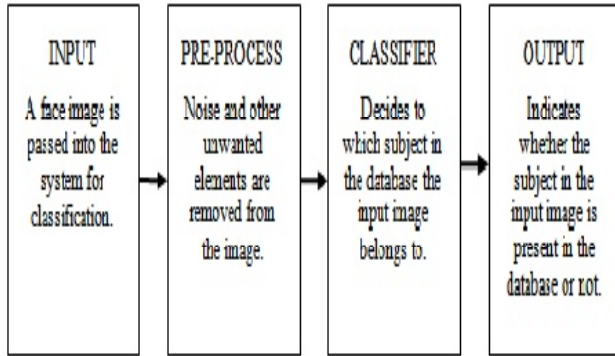 INPUT
A face image is
passed into the
system for
classification.
PRE-PROCESS
Noise and other
unwanted
elements are
removed from
the image.
CLASSIFIER
Decides to
which subject in
the database the
input image
belongs to.
OUTPUT
Indicates
whether the
subject in the
input image is
present in the
database or not.